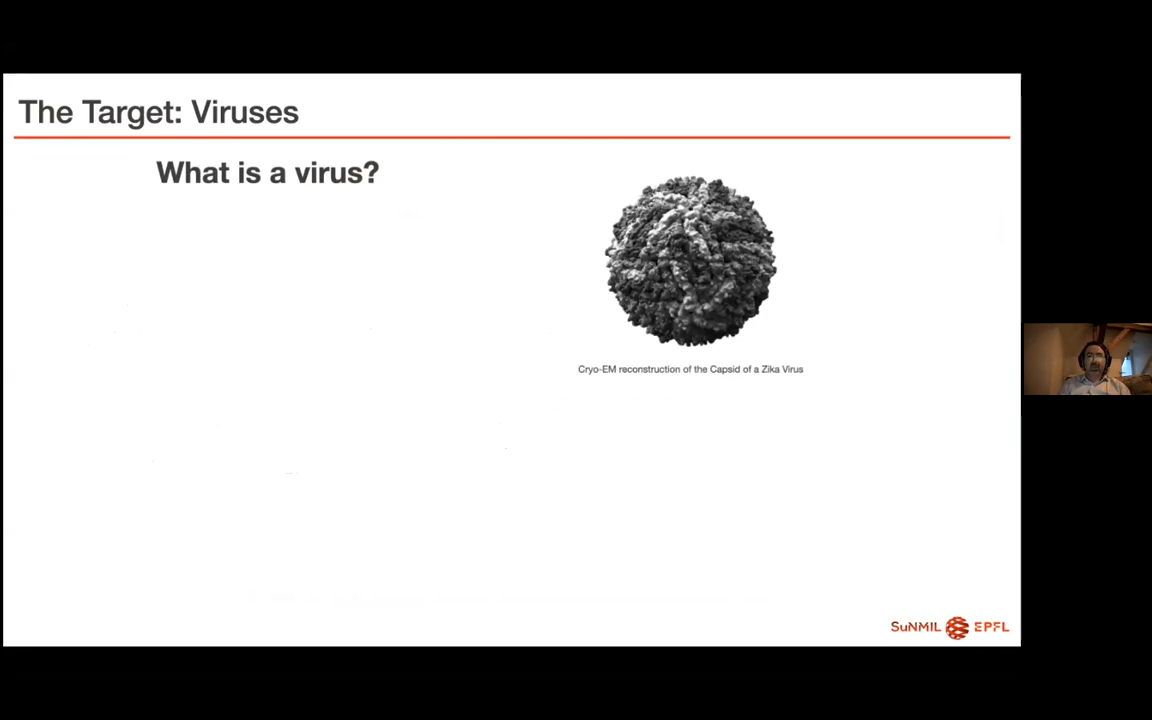 The Target: Viruses
What is a virus?
Cryo-EM reconstruction of the Capsid of a Zika Virus
SuNMIL EPFL